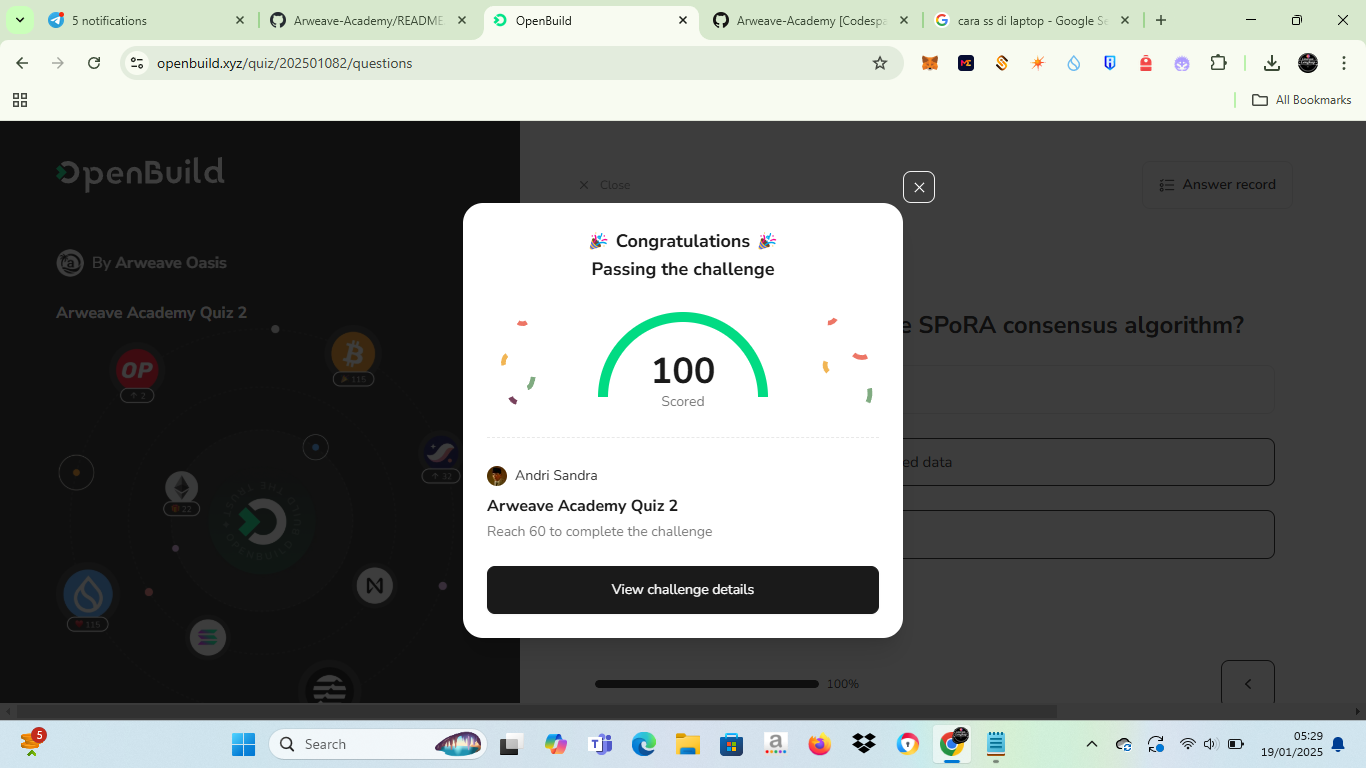 5 notifications
Arweave-Academy/README
OpenBuild
Arweave-Academy [Codespa
cara ss di laptop - Google Se
openbuild.xyz/quiz/202501082/questions
All Bookmarks
OpenBuild
Close
Answer record
By Arweave Oasis
Arweave Academy Quiz 2
e SPoRA consensus algorithm?
ed data
OP
2
115
32
22
115
100%
🎉 Congratulations 🎉
Passing the challenge
100
Scored
Andri Sandra
Arweave Academy Quiz 2
Reach 60 to complete the challenge
View challenge details
5
Search
05:29
19/01/2025